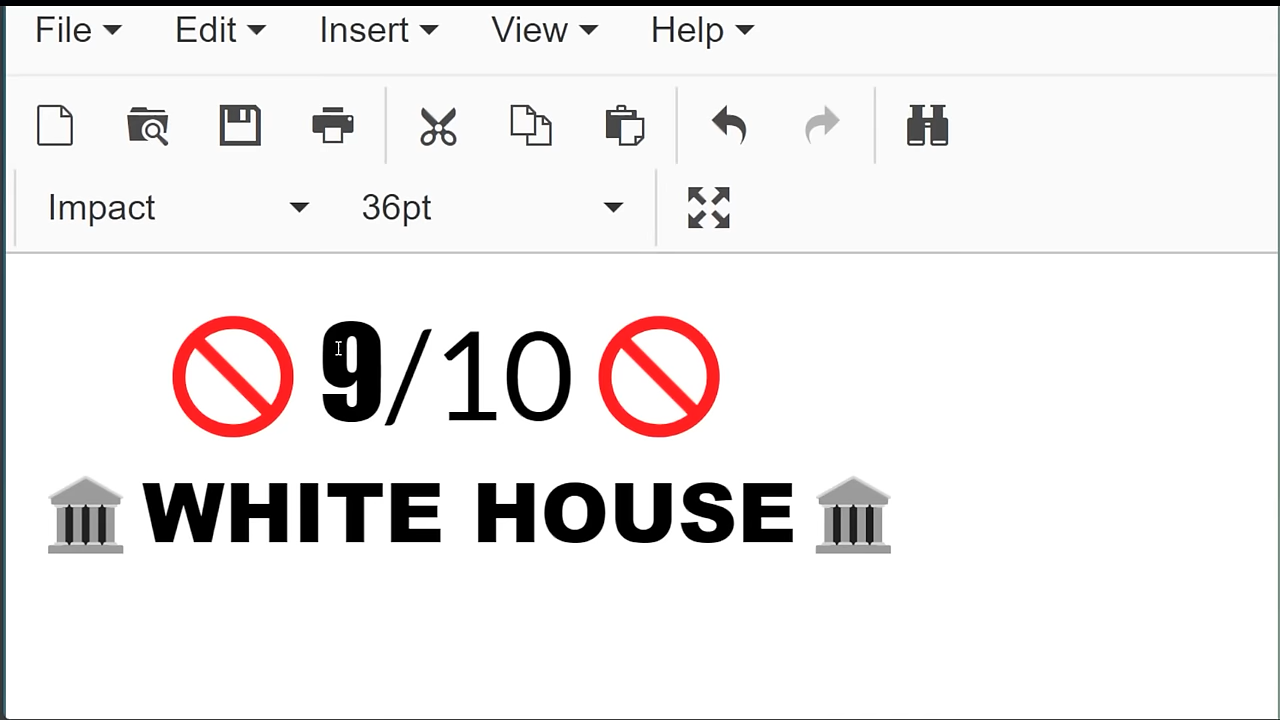 File Edit Insert View Help
Impact 36pt
🚫 9/10 🚫
🏛 WHITE HOUSE 🏛